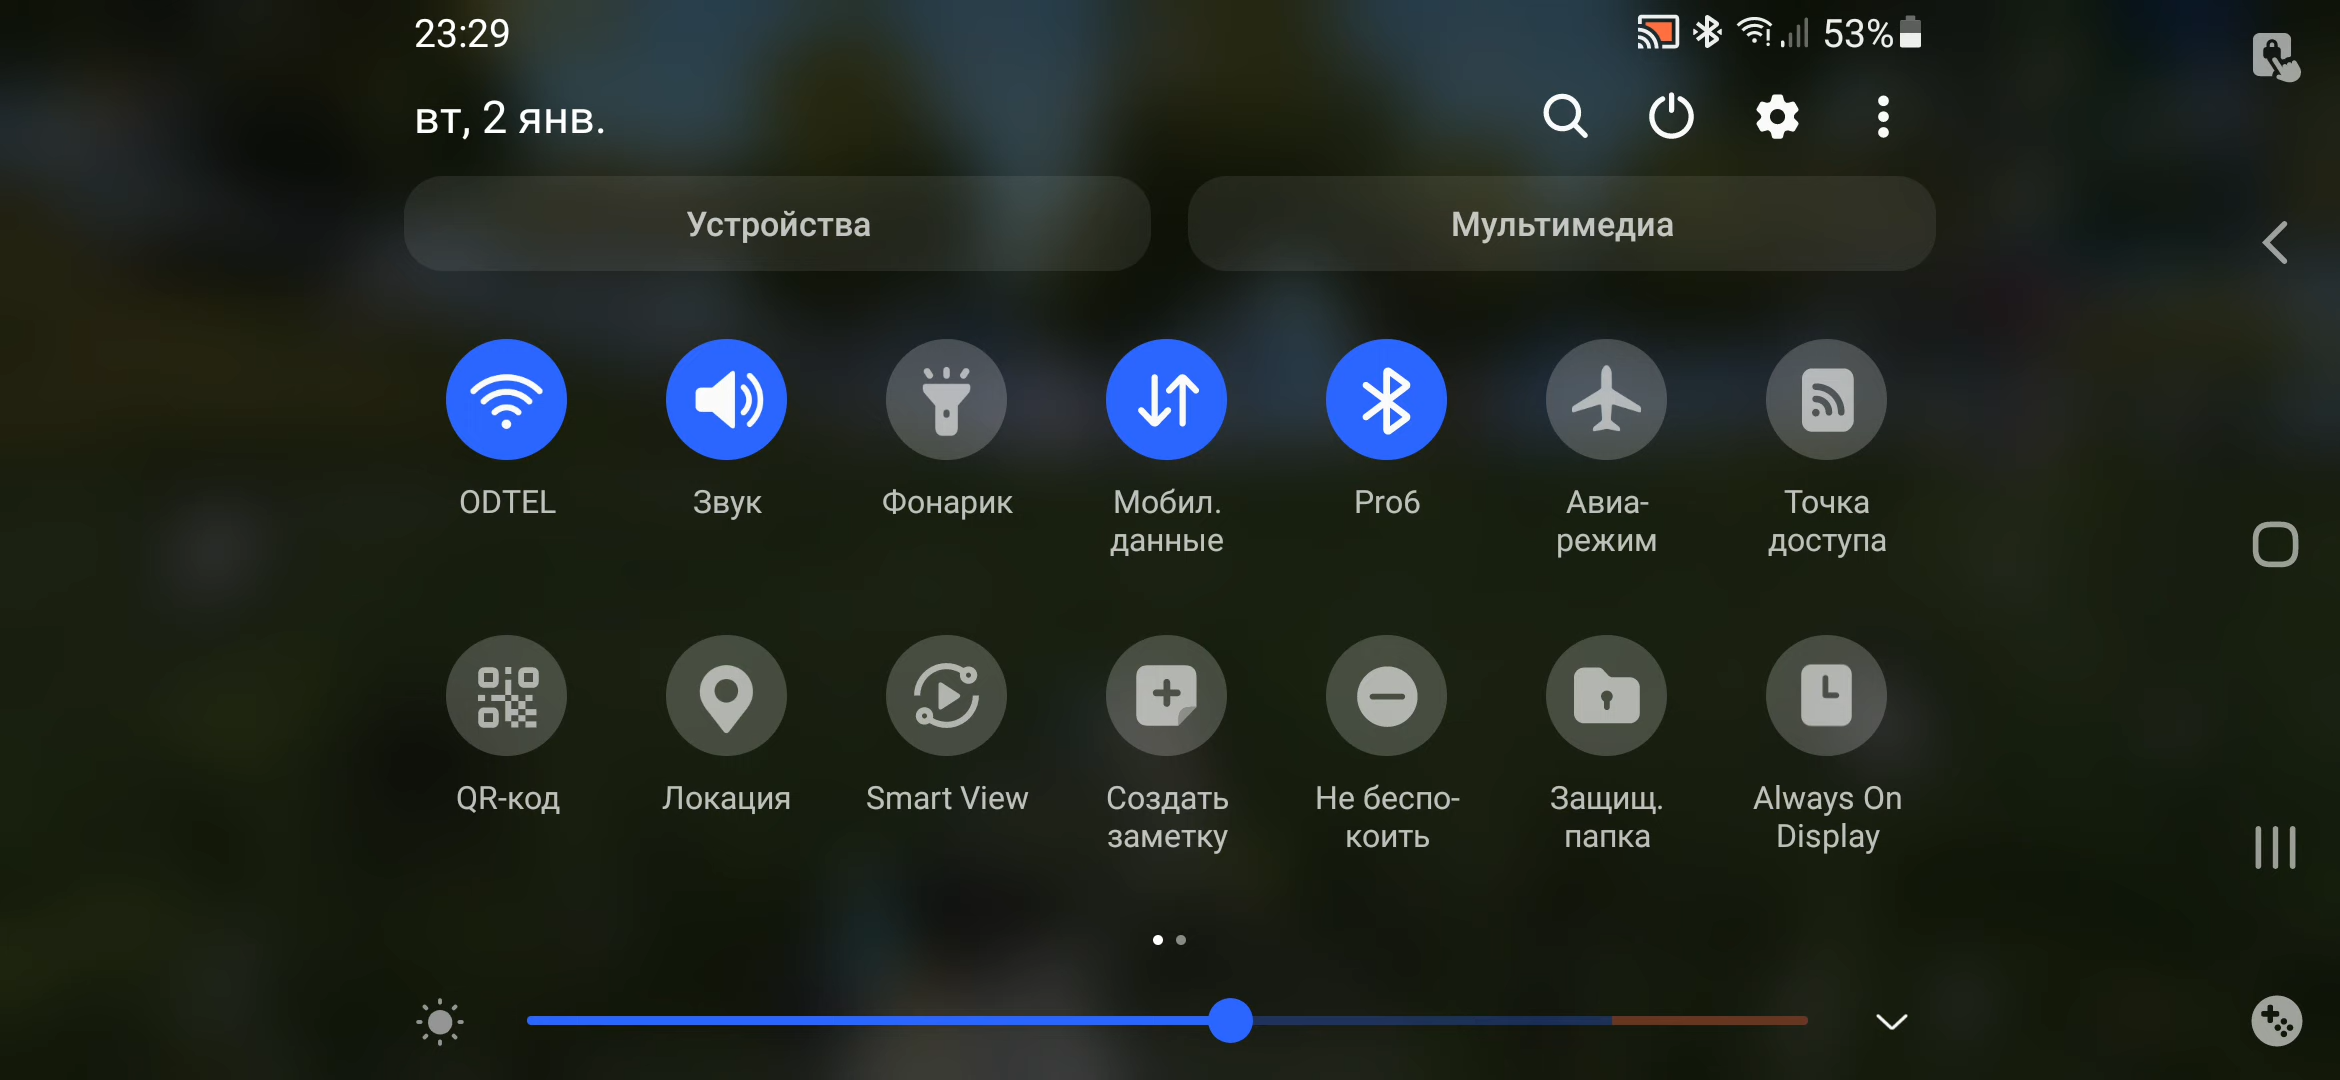 23:29
53%
вт, 2 янв.
Устройства
Мультимедиа
ODTEL
Звук
Фонарик
Мобил.
данные
Pro6
Авиа-
режим
Точка
доступа
QR-код
Локация
Smart View
Создать
заметку
Не беспо-
коить
Защищ.
папка
Always On
Display